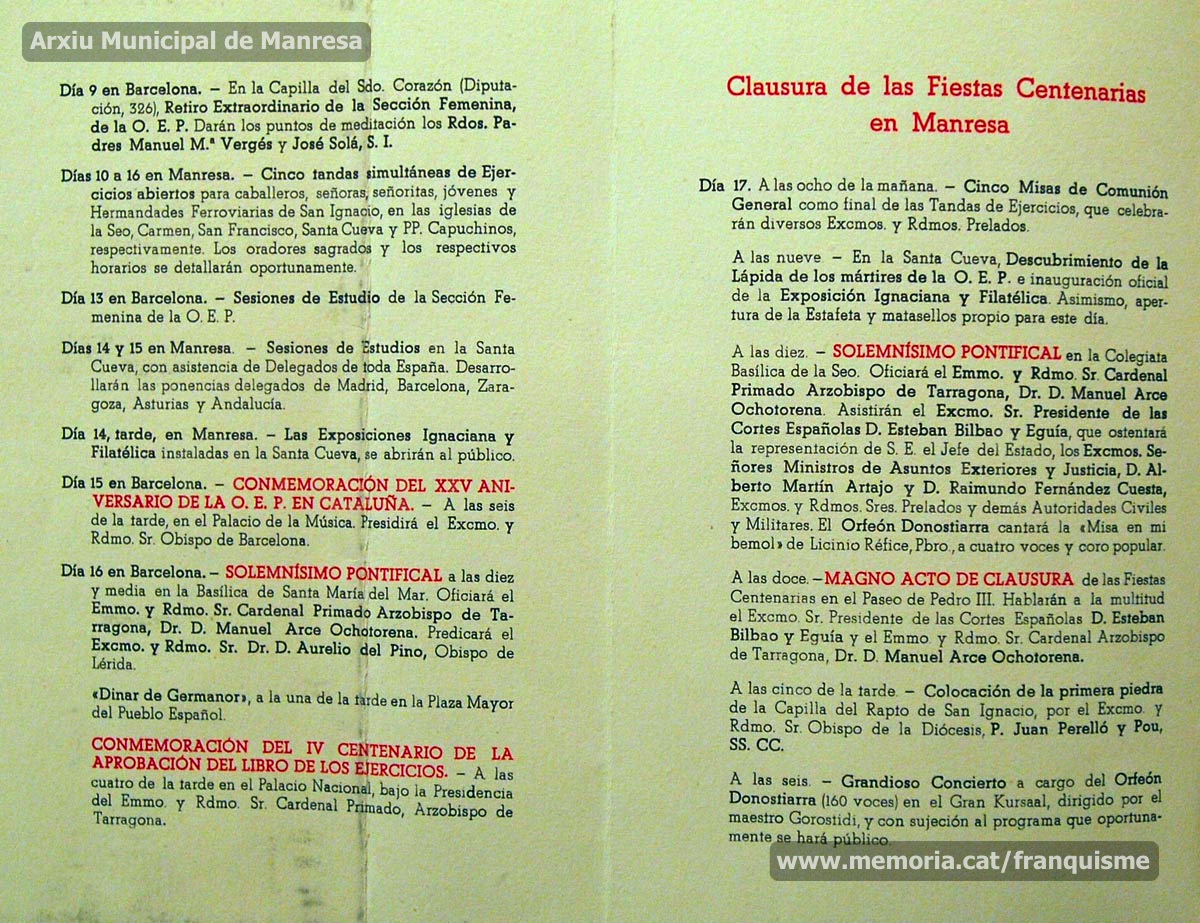 Arxiu Municipal de Manresa
Día 9 en Barcelona. – En la Capilla del Sdo. Corazón (Diputa-
ción, 326), Retiro Extraordinario de la Sección Femenina,
de la O. E. P. Darán los puntos de meditación los Rdos. Pa-
dres Manuel M.ª Vergés y José Solá, S. I.
Días 10 a 16 en Manresa. – Cinco tandas simultáneas de Ejer-
cicios abiertos para caballeros, señoras, señoritas, jóvenes y
Hermandades Ferroviarias de San Ignacio, en las iglesias de
la Seo, Carmen, San Francisco, Santa Cueva y PP. Capuchinos,
respectivamente. Los oradores sagrados y los respectivos
horarios se detallarán oportunamente.
Día 13 en Barcelona. – Sesiones de Estudio de la Sección Fe-
menina de la O. E. P.
Días 14 y 15 en Manresa. – Sesiones de Estudios en la Santa
Cueva, con asistencia de Delegados de toda España. Desarro-
llarán las ponencias delegados de Madrid, Barcelona, Zara-
goza, Asturias y Andalucía.
Día 14, tarde, en Manresa. – Las Exposiciones Ignaciana y
Filatélica instaladas en la Santa Cueva, se abrirán al público.
Día 15 en Barcelona. – CONMEMORACIÓN DEL XXV ANI-
VERSARIO DE LA O. E. P. EN CATALUÑA. – A las seis
de la tarde, en el Palacio de la Música. Presidirá el Excmo. y
Rdmo. Sr. Obispo de Barcelona.
Día 16 en Barcelona. – SOLEMNÍSIMO PONTIFICAL a las diez
y media en la Basílica de Santa María del Mar. Oficiará el
Emmo. y Rdmo. Sr. Cardenal Primado Arzobispo de Ta-
rragona, Dr. D. Manuel Arce Ochotorena. Predicará el
Excmo. y Rdmo. Sr. Dr. D. Aurelio del Pino, Obispo de
Lérida.
«Dinar de Germanor», a la una de la tarde en la Plaza Mayor
del Pueblo Español.
CONMEMORACIÓN DEL IV CENTENARIO DE LA
APROBACIÓN DEL LIBRO DE LOS EJERCICIOS. – A las
cuatro de la tarde en el Palacio Nacional, bajo la Presidencia
del Emmo. y Rdmo. Sr. Cardenal Primado, Arzobispo de
Tarragona.
Clausura de las Fiestas Centenarias
en Manresa
Día 17. A las ocho de la mañana. – Cinco Misas de Comunión
General como final de las Tandas de Ejercicios, que celebra-
rán diversos Excmos. y Rdmos. Prelados.
A las nueve – En la Santa Cueva, Descubrimiento de la
Lápida de los mártires de la O. E. P. e inauguración oficial
de la Exposición Ignaciana y Filatélica. Asimismo, aper-
tura de la Estafeta y matasellos propio para este día.
A las diez. – SOLEMNÍSIMO PONTIFICAL en la Colegiata
Basílica de la Seo. Oficiará el Emmo. y Rdmo. Sr. Cardenal
Primado Arzobispo de Tarragona, Dr. D. Manuel Arce
Ochotorena. Asistirán el Excmo. Sr. Presidente de las
Cortes Españolas D. Esteban Bilbao y Eguía, que ostentará
la representación de S. E. el Jefe del Estado, los Excmos. Se-
ñores Ministros de Asuntos Exteriores y Justicia, D. Al-
berto Martín Artajo y D. Raimundo Fernández Cuesta,
Excmos. y Rdmos. Sres. Prelados y demás Autoridades Civiles
y Militares. El Orfeón Donostiarra cantará la «Misa en mi
bemol» de Licinio Réfice, Pbro., a cuatro voces y coro popular.
A las doce. – MAGNO ACTO DE CLAUSURA de las Fiestas
Centenarias en el Paseo de Pedro III. Hablarán a la multitud
el Excmo. Sr. Presidente de las Cortes Españolas D. Esteban
Bilbao y Eguía y el Emmo. y Rdmo. Sr. Cardenal Arzobispo
de Tarragona, Dr. D. Manuel Arce Ochotorena.
A las cinco de la tarde. – Colocación de la primera piedra
de la Capilla del Rapto de San Ignacio, por el Excmo. y
Rdmo. Sr. Obispo de la Diócesis, P. Juan Perelló y Pou,
SS. CC.
A las seis. – Grandioso Concierto a cargo del Orfeón
Donostiarra (160 voces) en el Gran Kursaal, dirigido por el
maestro Gorostidi, y con sujeción al programa que oportuna-
mente se hará público.
www.memoria.cat/franquisme